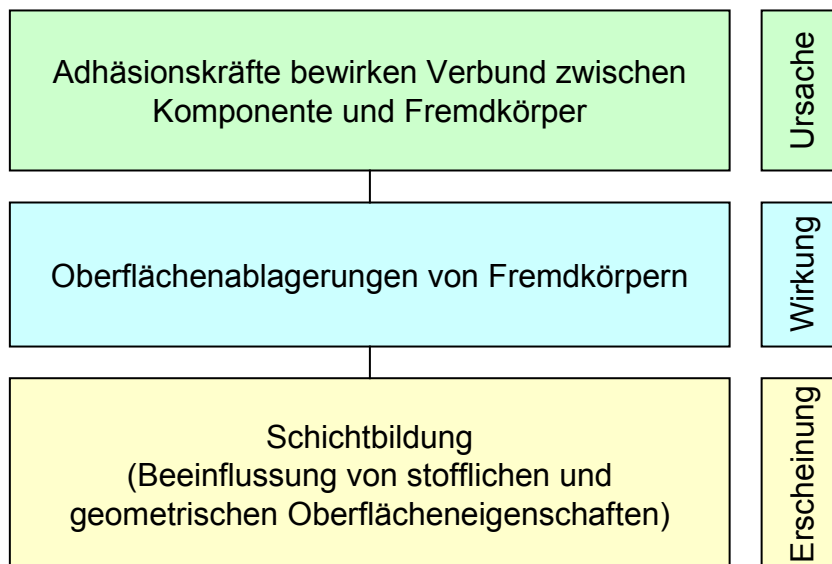 Adhäsionskräfte bewirken Verbund zwischen
Komponente und Fremdkörper
Ursache
Oberflächenablagerungen von Fremdkörpern
Wirkung
Schichtbildung
(Beeinflussung von stofflichen und
geometrischen Oberflächeneigenschaften)
Erscheinung